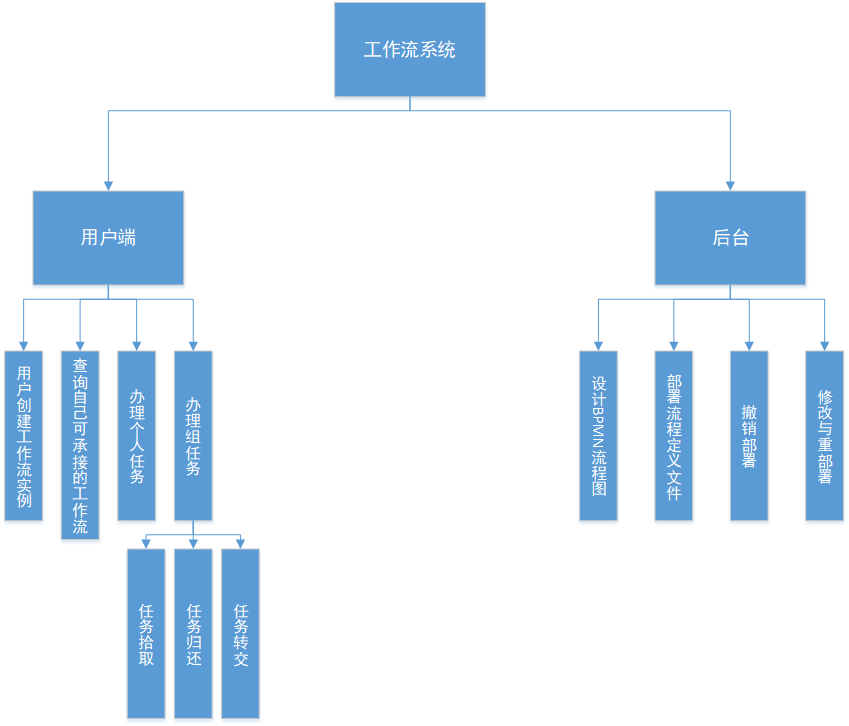 工作流系统
用户端
后台
用户创建工作流实例
查询自己可承接的工作流
办理个人任务
办理组任务
设计BPMN流程图
部署流程定义文件
撤销部署
修改与重部署
任务拾取
任务归还
任务转交